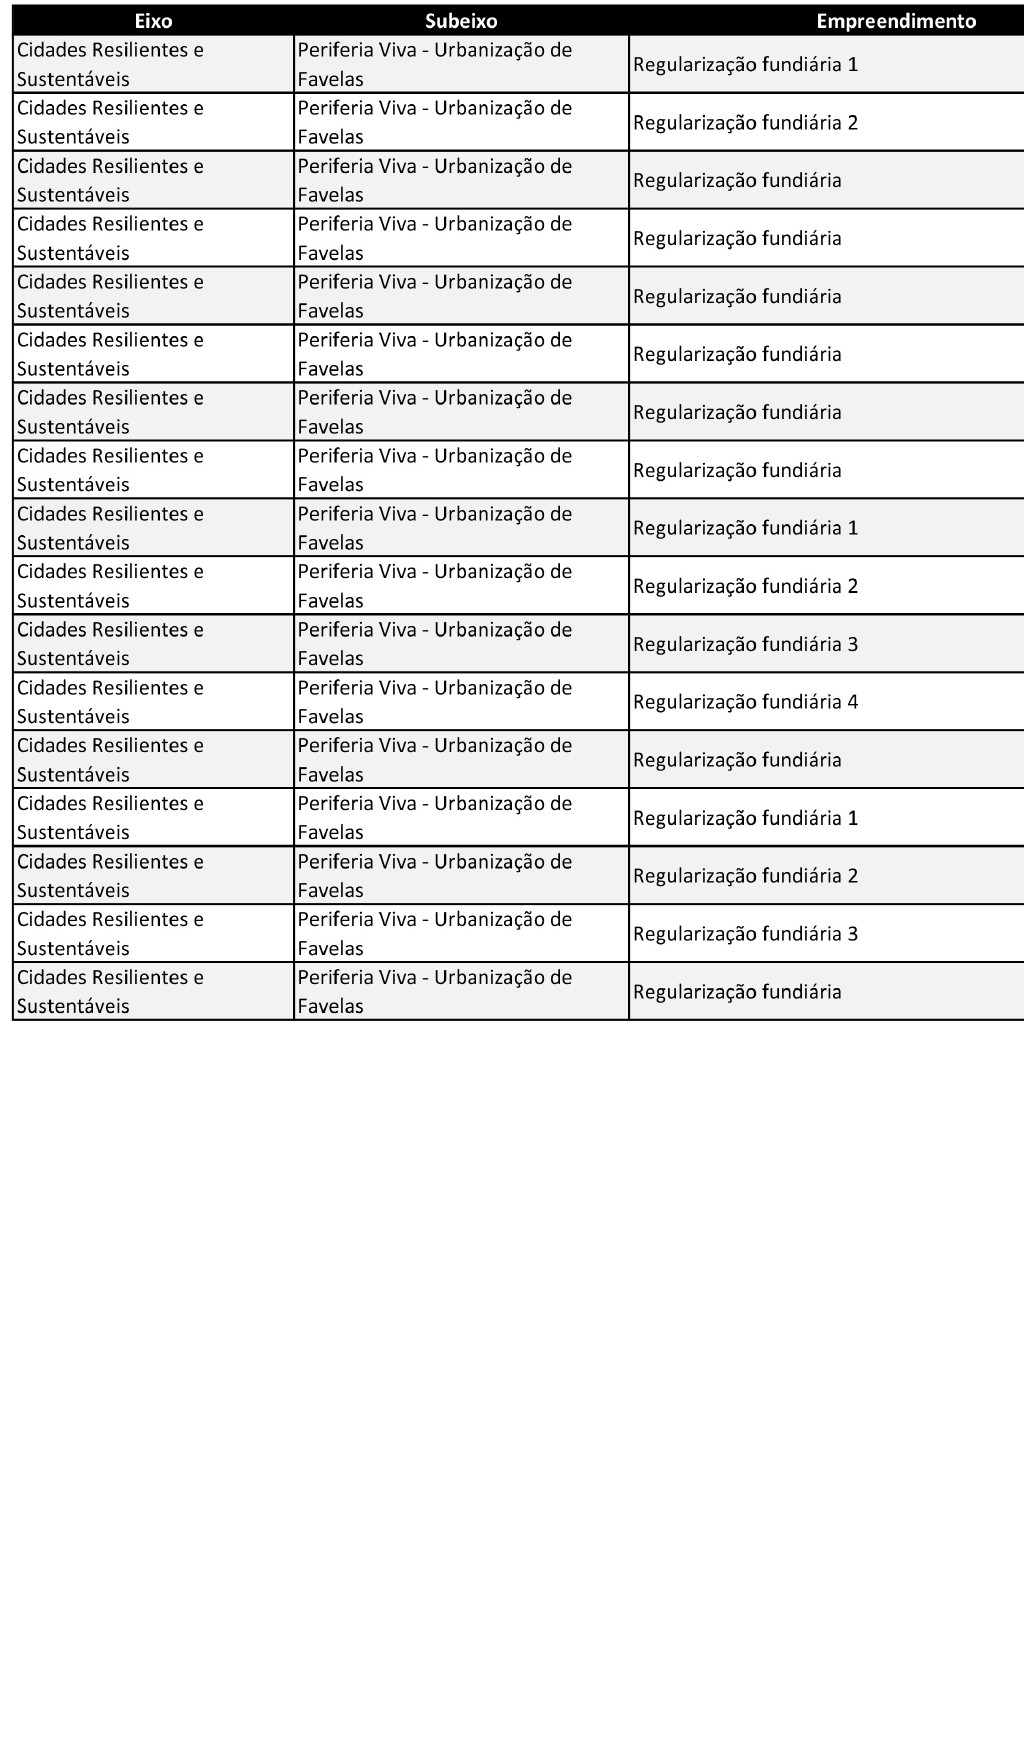 Eixo Subeixo Empreendimento
Cidades Resilientes e Sustentáveis Periferia Viva - Urbanização de Favelas Regularização fundiária 1
Cidades Resilientes e Sustentáveis Periferia Viva - Urbanização de Favelas Regularização fundiária 2
Cidades Resilientes e Sustentáveis Periferia Viva - Urbanização de Favelas Regularização fundiária
Cidades Resilientes e Sustentáveis Periferia Viva - Urbanização de Favelas Regularização fundiária
Cidades Resilientes e Sustentáveis Periferia Viva - Urbanização de Favelas Regularização fundiária
Cidades Resilientes e Sustentáveis Periferia Viva - Urbanização de Favelas Regularização fundiária
Cidades Resilientes e Sustentáveis Periferia Viva - Urbanização de Favelas Regularização fundiária
Cidades Resilientes e Sustentáveis Periferia Viva - Urbanização de Favelas Regularização fundiária
Cidades Resilientes e Sustentáveis Periferia Viva - Urbanização de Favelas Regularização fundiária 1
Cidades Resilientes e Sustentáveis Periferia Viva - Urbanização de Favelas Regularização fundiária 2
Cidades Resilientes e Sustentáveis Periferia Viva - Urbanização de Favelas Regularização fundiária 3
Cidades Resilientes e Sustentáveis Periferia Viva - Urbanização de Favelas Regularização fundiária 4
Cidades Resilientes e Sustentáveis Periferia Viva - Urbanização de Favelas Regularização fundiária
Cidades Resilientes e Sustentáveis Periferia Viva - Urbanização de Favelas Regularização fundiária 1
Cidades Resilientes e Sustentáveis Periferia Viva - Urbanização de Favelas Regularização fundiária 2
Cidades Resilientes e Sustentáveis Periferia Viva - Urbanização de Favelas Regularização fundiária 3
Cidades Resilientes e Sustentáveis Periferia Viva - Urbanização de Favelas Regularização fundiária